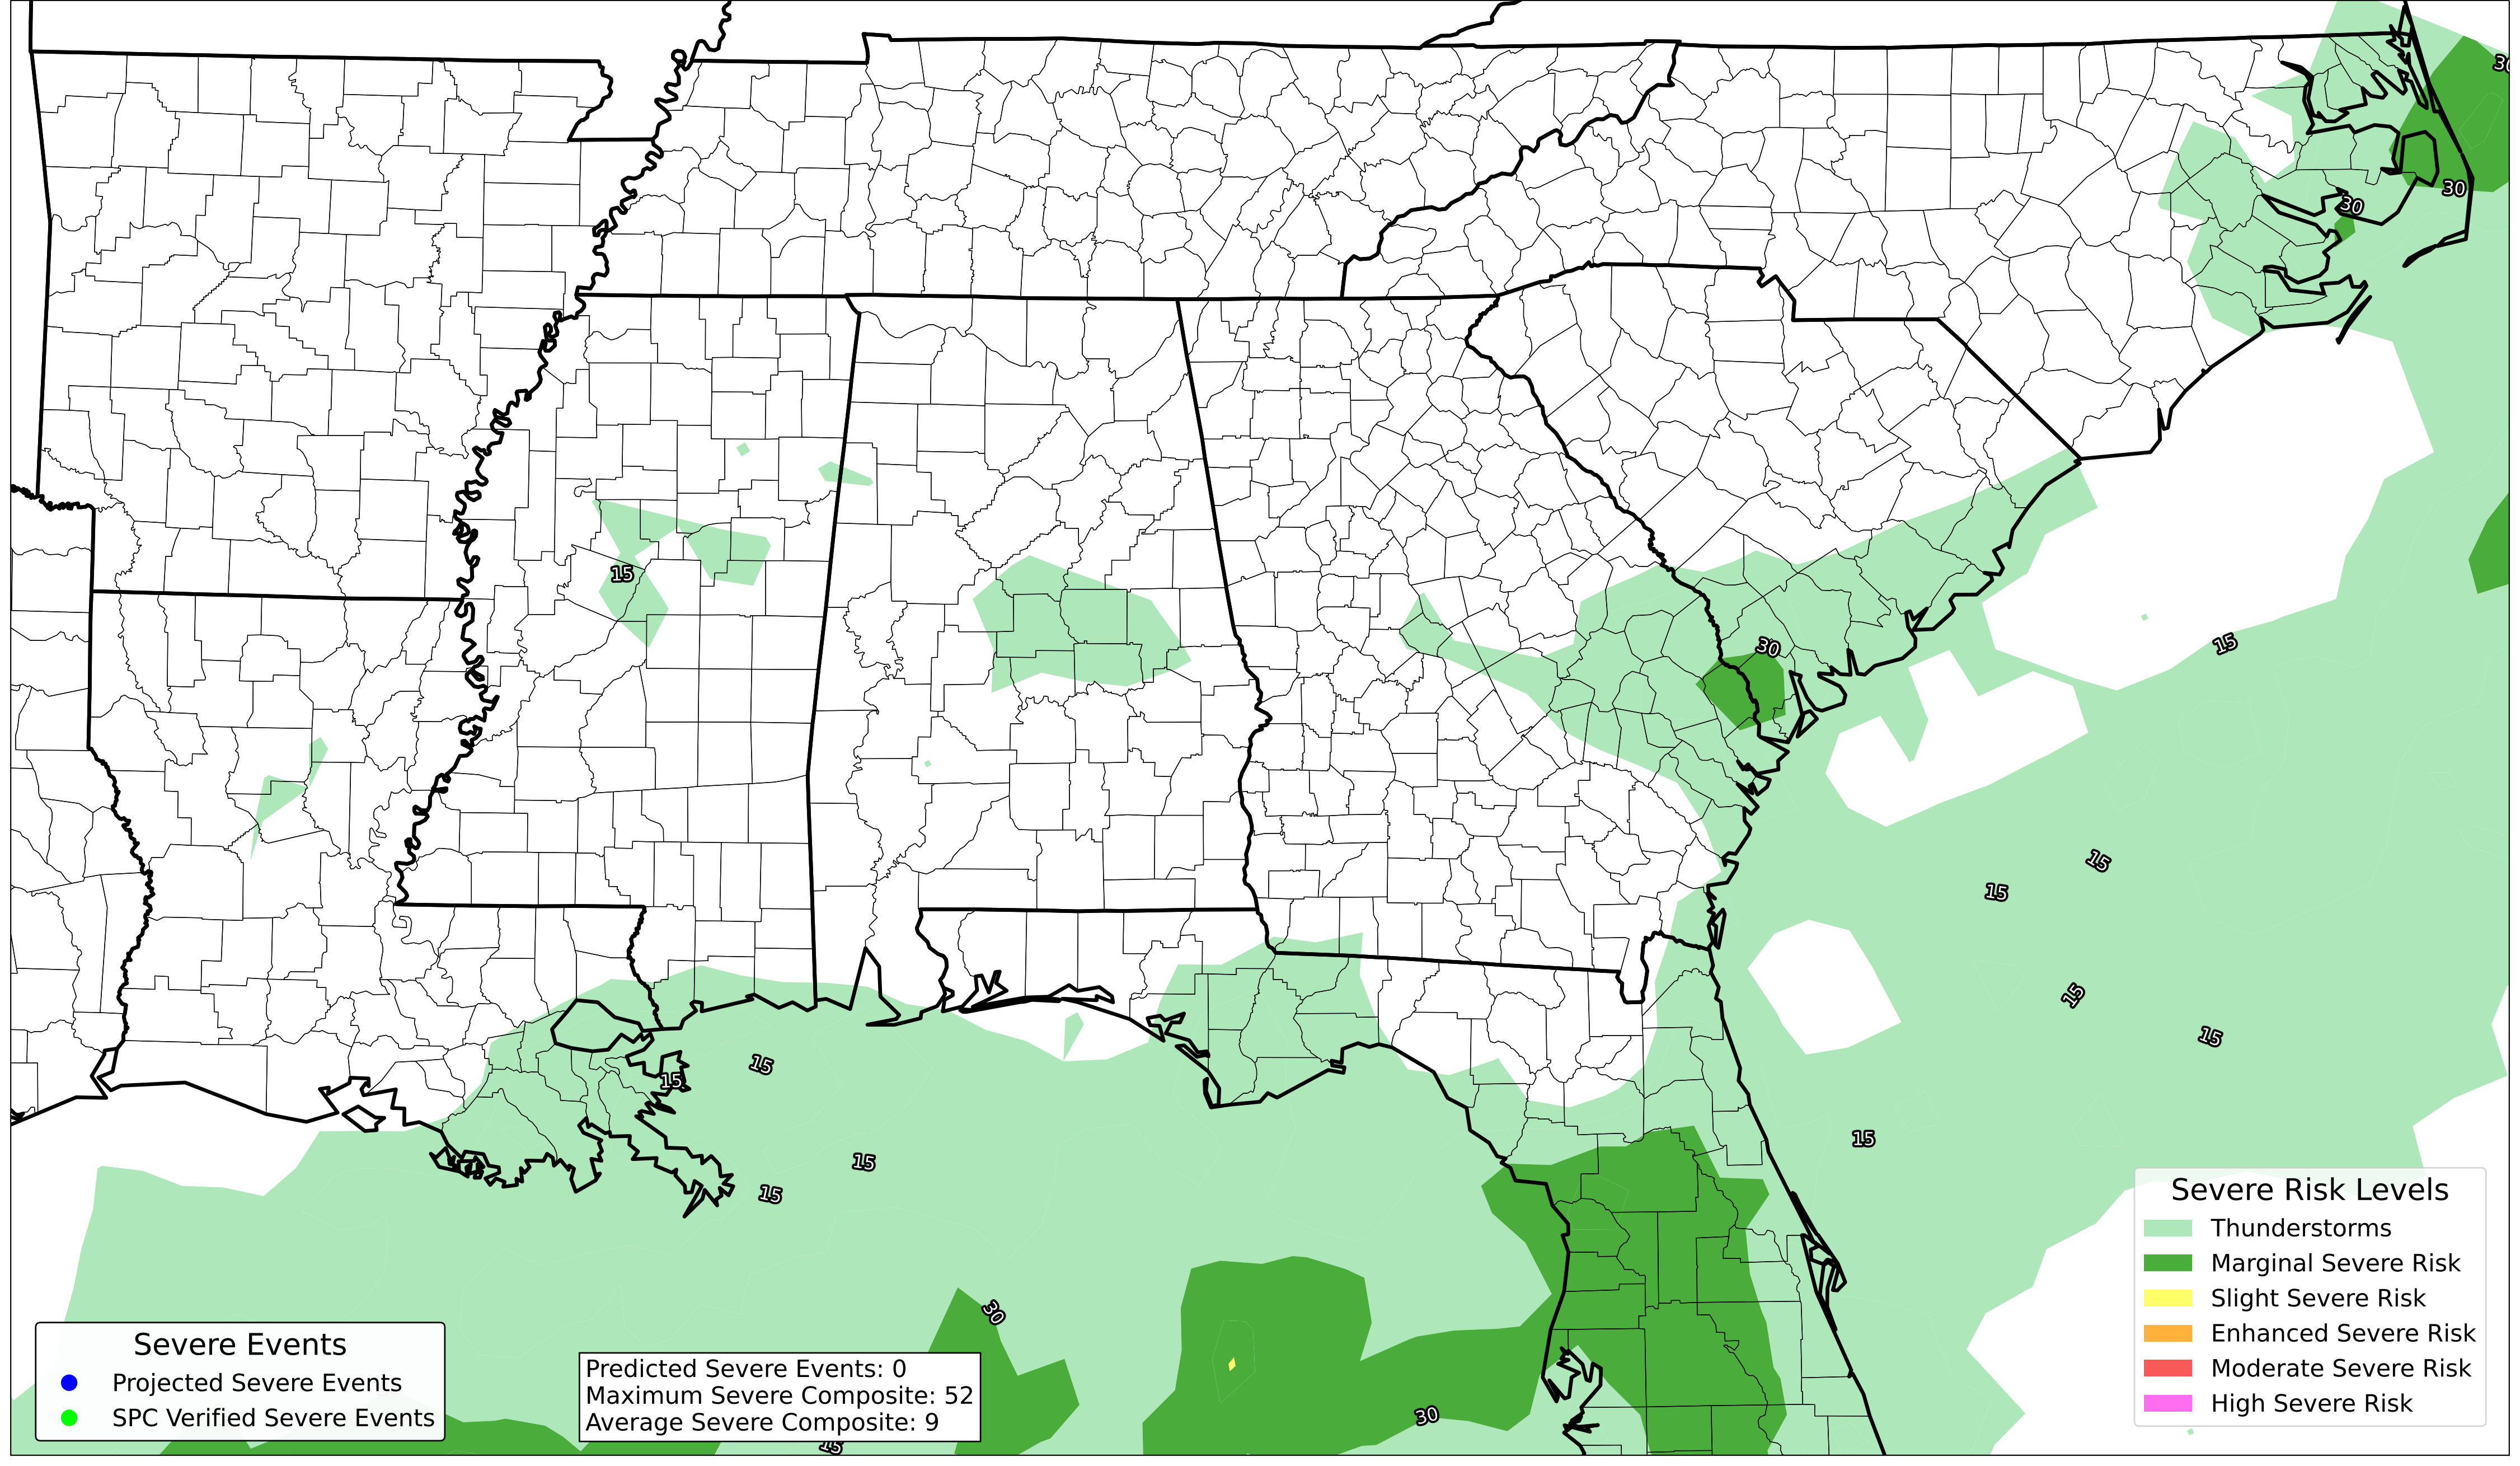 30
30
30
15
30
15
15
15
15
15
15
15
15
15
15
30
30
15
Severe Events
Projected Severe Events
SPC Verified Severe Events
Predicted Severe Events: 0
Maximum Severe Composite: 52
Average Severe Composite: 9
Severe Risk Levels
Thunderstorms
Marginal Severe Risk
Slight Severe Risk
Enhanced Severe Risk
Moderate Severe Risk
High Severe Risk